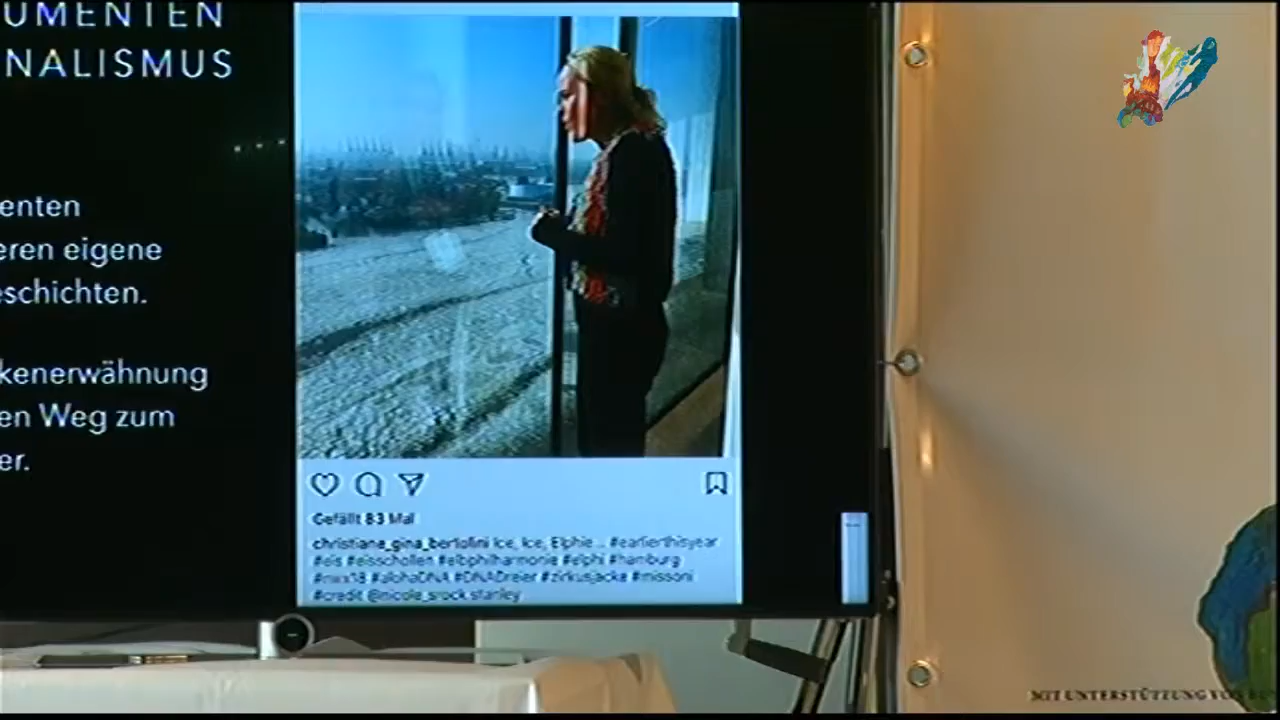 UMENTEN
NALISMUS
enten
eren eigene
eschichten.
kenerwähnung
en Weg zum
er.
Gefällt 83 Mal
christiane_gina_bertolini Ice, Ice, Elphie... #earlierthisyear
#eis #eisschollen #elbphilharmonie #elphi #hamburg
#alohaDNA #DNADreier #zirkusjacke #missoni
#credit @nicole_srock.stanley
MIT UNTERSTÜTZUNG VON